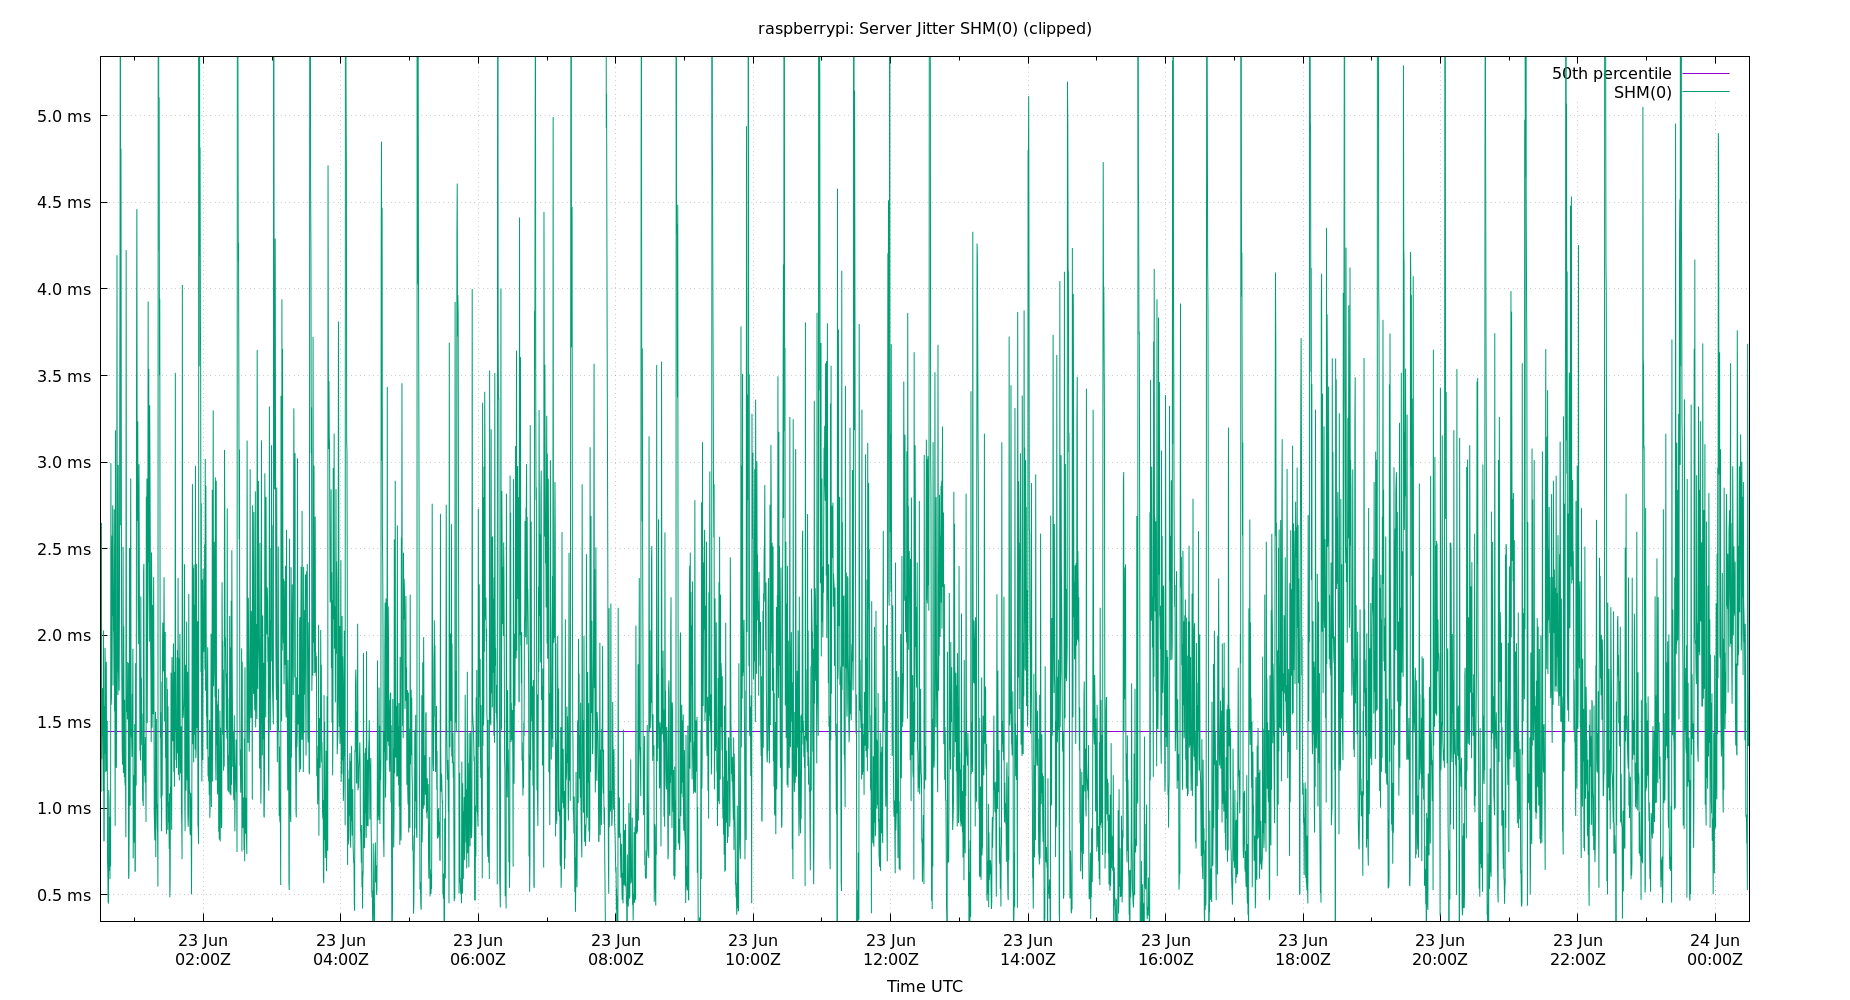 raspberrypi: Server Jitter SHM(0) (clipped)
50th percentile
SHM(0)
5.0 ms
4.5 ms
4.0 ms
3.5 ms
3.0 ms
2.5 ms
2.0 ms
1.5 ms
1.0 ms
0.5 ms
23 Jun 23 Jun 23 Jun 23 Jun 23 Jun 23 Jun 23 Jun 23 Jun 23 Jun 23 Jun 23 Jun 24 Jun
02:00Z 04:00Z 06:00Z 08:00Z 10:00Z 12:00Z 14:00Z 16:00Z 18:00Z 20:00Z 22:00Z 00:00Z
Time UTC